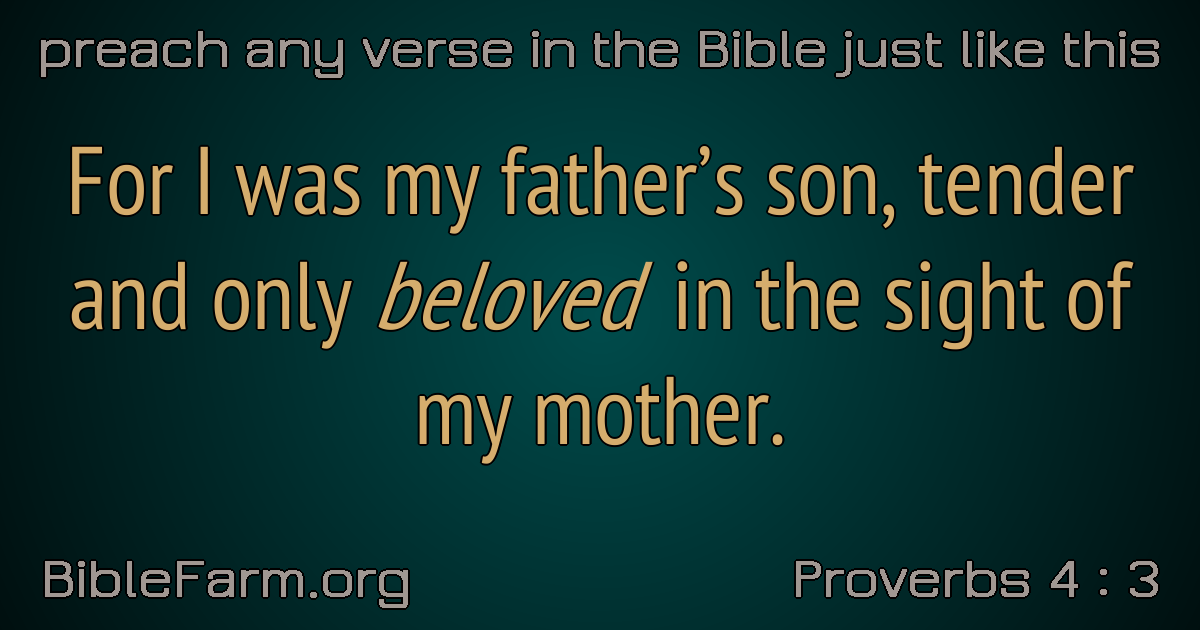 preach any verse in the Bible just like this
For I was my father’s son, tender
and only beloved in the sight of
my mother.
BibleFarm.org
Proverbs 4 : 3